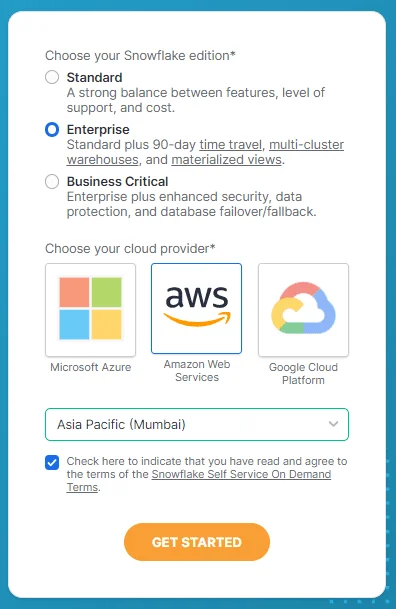 Choose your Snowflake edition*
Standard
A strong balance between features, level of
support, and cost.
Enterprise
Standard plus 90-day time travel, multi-cluster
warehouses, and materialized views.
Business Critical
Enterprise plus enhanced security, data
protection, and database failover/fallback.
Choose your cloud provider*
aws
Microsoft Azure
Amazon Web
Services
Google Cloud
Platform
Asia Pacific (Mumbai)
Check here to indicate that you have read and agree to
the terms of the Snowflake Self Service On Demand
Terms.
GET STARTED